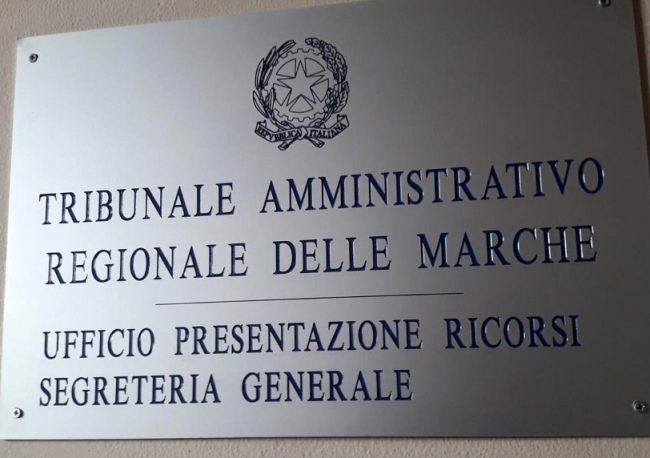 REPVBBLICA ITALIANA
TRIBUNALE AMMINISTRATIVO
REGIONALE DELLE MARCHE
UFFICIO PRESENTAZIONE RICORSI
SEGRETERIA GENERALE